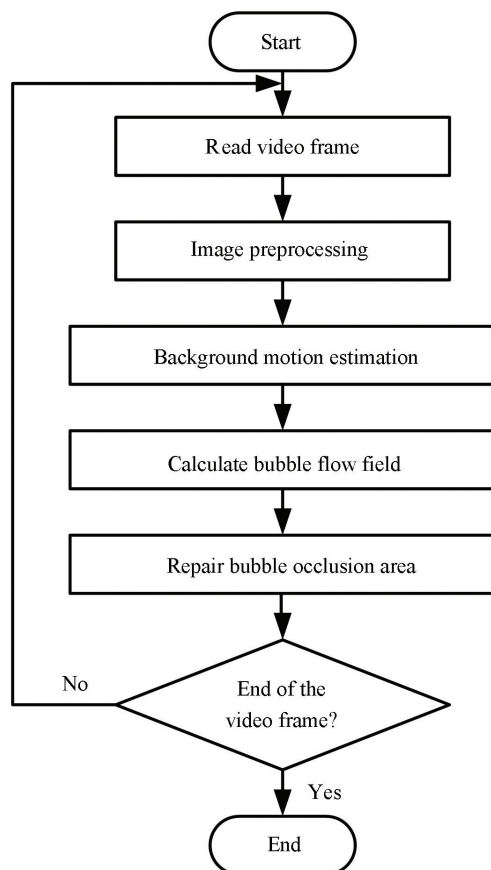 Start
Read video frame
Image preprocessing
Background motion estimation
Calculate bubble flow field
Repair bubble occlusion area
No
End of the
video frame?
Yes
End